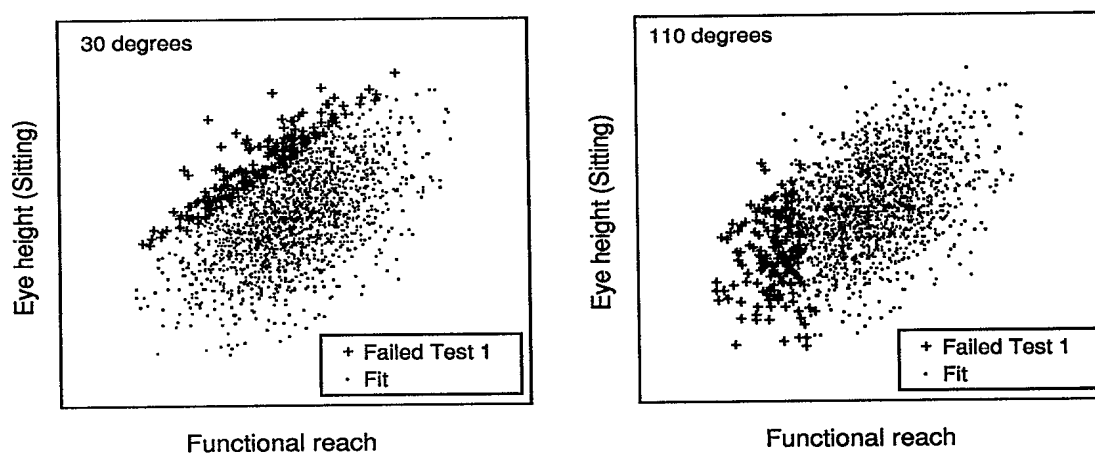 30 degrees
Eye height (Sitting)
+ Failed Test 1
· Fit
Functional reach
110 degrees
Eye height (Sitting)
+ Failed Test 1
· Fit
Functional reach